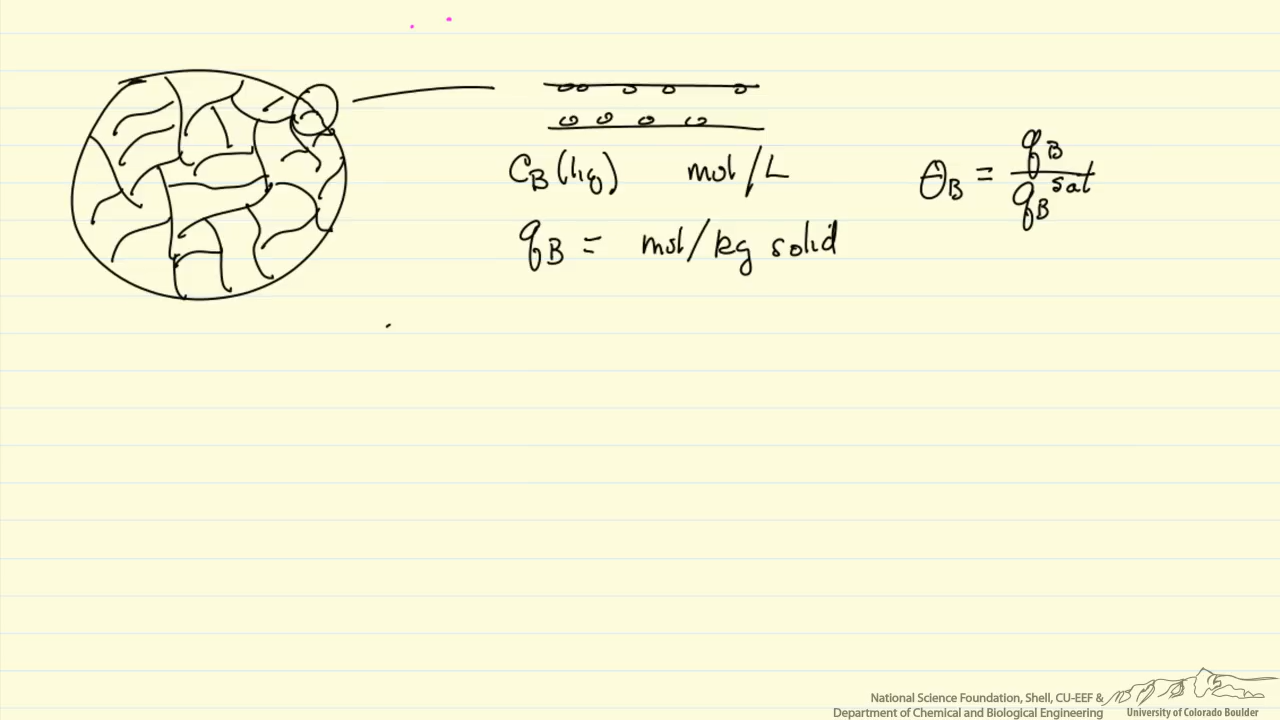 C_B (liq) mol/L
q_B = mol/kg solid
θ_B = q_B / q_B^sat
National Science Foundation, Shell, CU-EEF &
Department of Chemical and Biological Engineering
University of Colorado Boulder